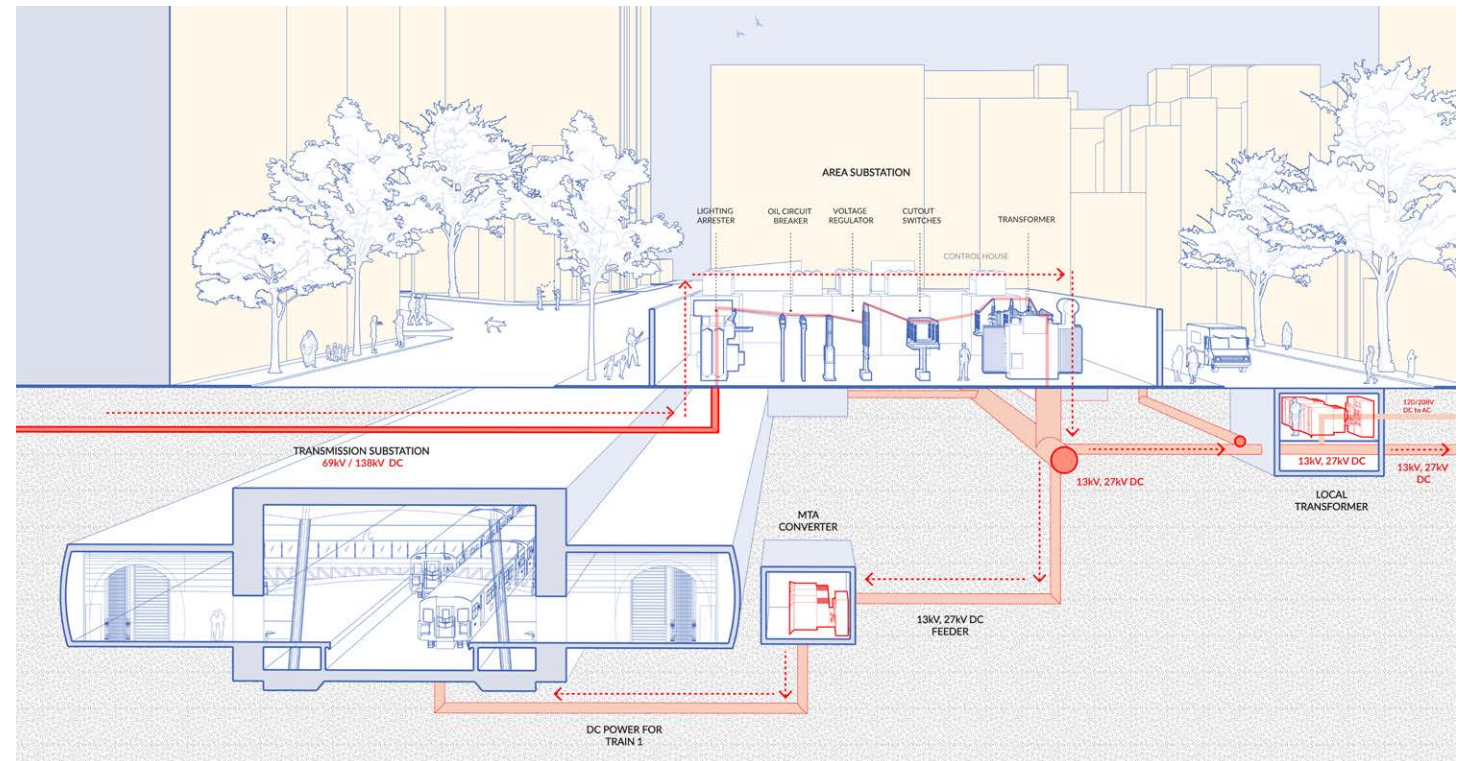 AREA SUBSTATION
LIGHTING
ARRESTER
OIL CIRCUIT
BREAKER
VOLTAGE
REGULATOR
CUTOUT
SWITCHES
TRANSFORMER
CONTROL HOUSE
TRANSMISSION SUBSTATION
69kV / 138kV DC
120/208V
DC to AC
13kV, 27kV DC
13kV, 27kV
DC
13kV, 27kV DC
LOCAL
TRANSFORMER
MTA
CONVERTER
13kV, 27kV DC
FEEDER
DC POWER FOR
TRAIN 1